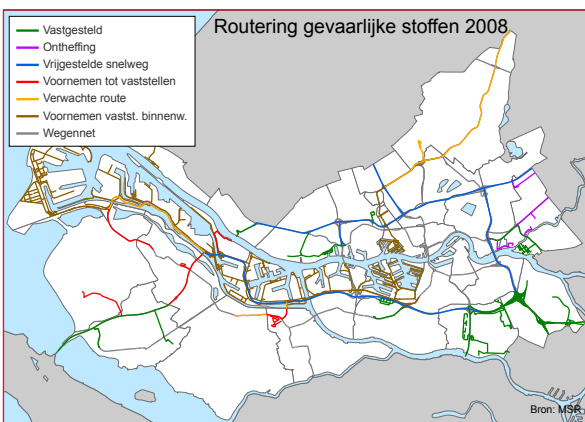 Routering gevaarlijke stoffen 2008
Vastgesteld
Ontheffing
Vrijgestelde snelweg
Voornemen tot vaststellen
Verwachte route
Voornemen vastst. binnenw.
Wegennet
Bron: MSR